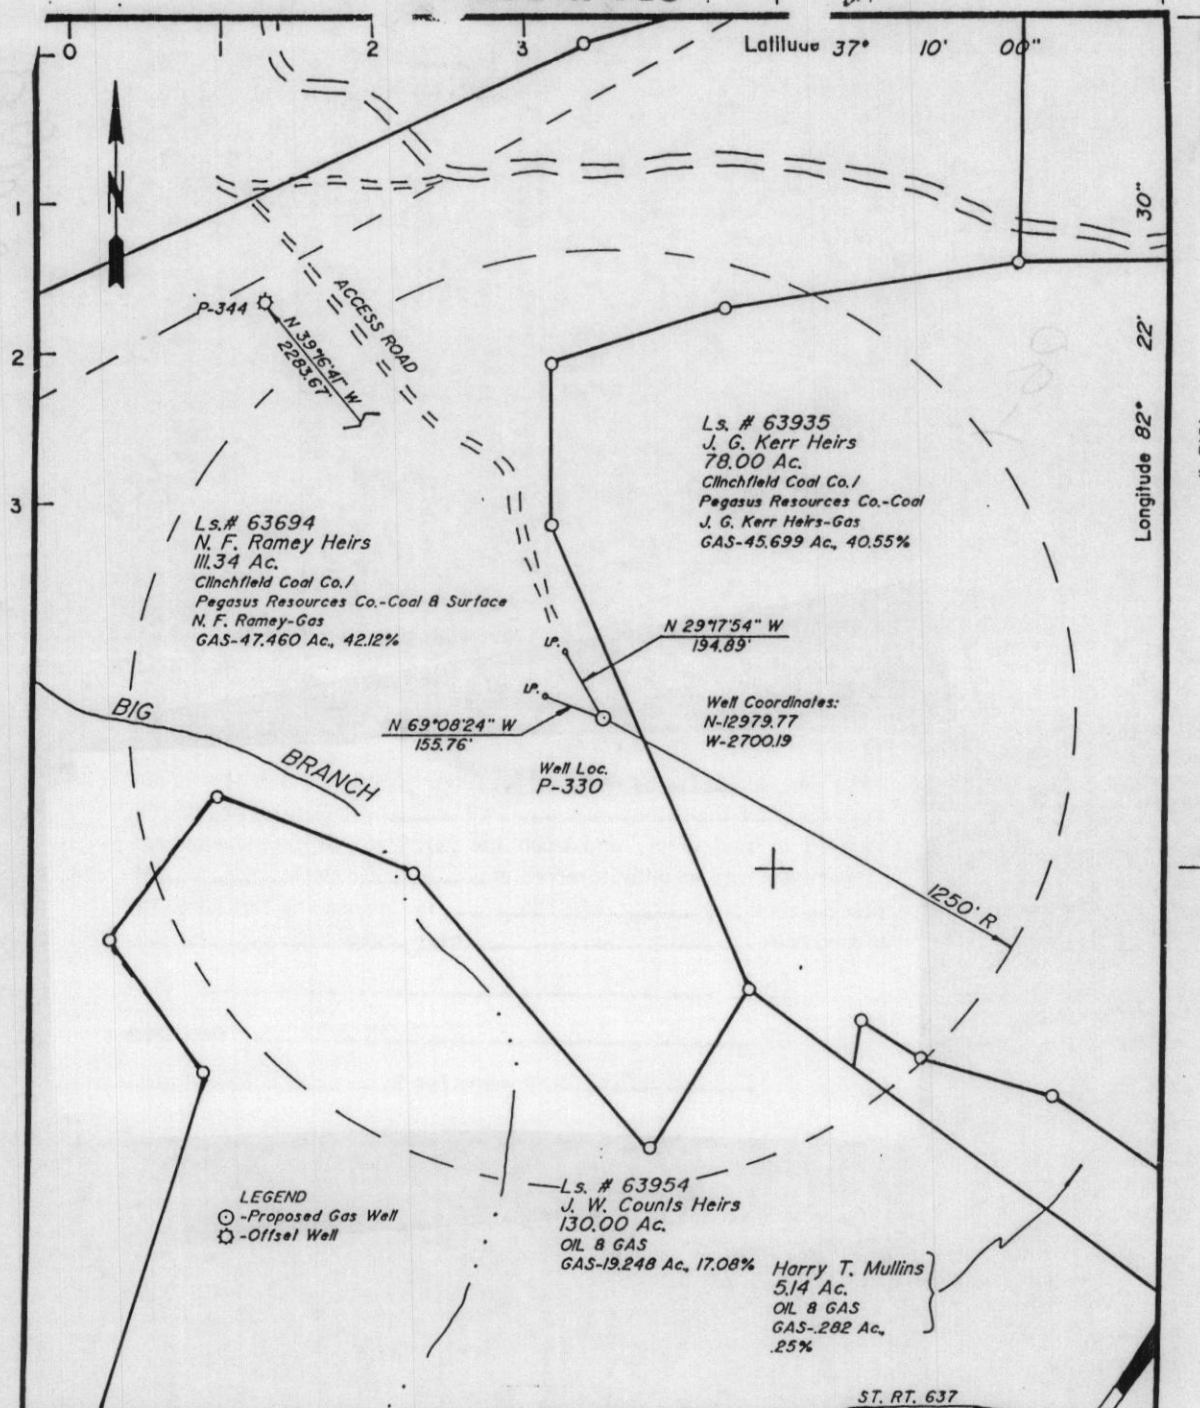 0 1 2 3 Latitude 37° 10' 00"
1
2
3
N
Longitude 82° 22' 30"
ACCESS ROAD
P-344
N 39°16'41" W
2283.67'
Ls. # 63935
J. G. Kerr Heirs
78.00 Ac.
Clinchfield Coal Co./
Pegasus Resources Co.-Coal
J. G. Kerr Heirs-Gas
GAS-45.699 Ac., 40.55%
Ls.# 63694
N. F. Ramey Heirs
111.34 Ac.
Clinchfield Coal Co./
Pegasus Resources Co.-Coal & Surface
N. F. Ramey-Gas
GAS-47.460 Ac., 42.12%
N 29°17'54" W
194.89'
I.P.
I.P.
N 69°08'24" W
155.76'
Well Coordinates:
N-12979.77
W-2700.19
Well Loc.
P-330
BIG
BRANCH
1250' R
LEGEND
-Proposed Gas Well
-Offset Well
Ls. # 63954
J. W. Counts Heirs
130.00 Ac.
OIL & GAS
GAS-19.248 Ac., 17.08%
Harry T. Mullins
5.14 Ac.
OIL & GAS
GAS-.282 Ac.,
.25%
ST. RT. 637